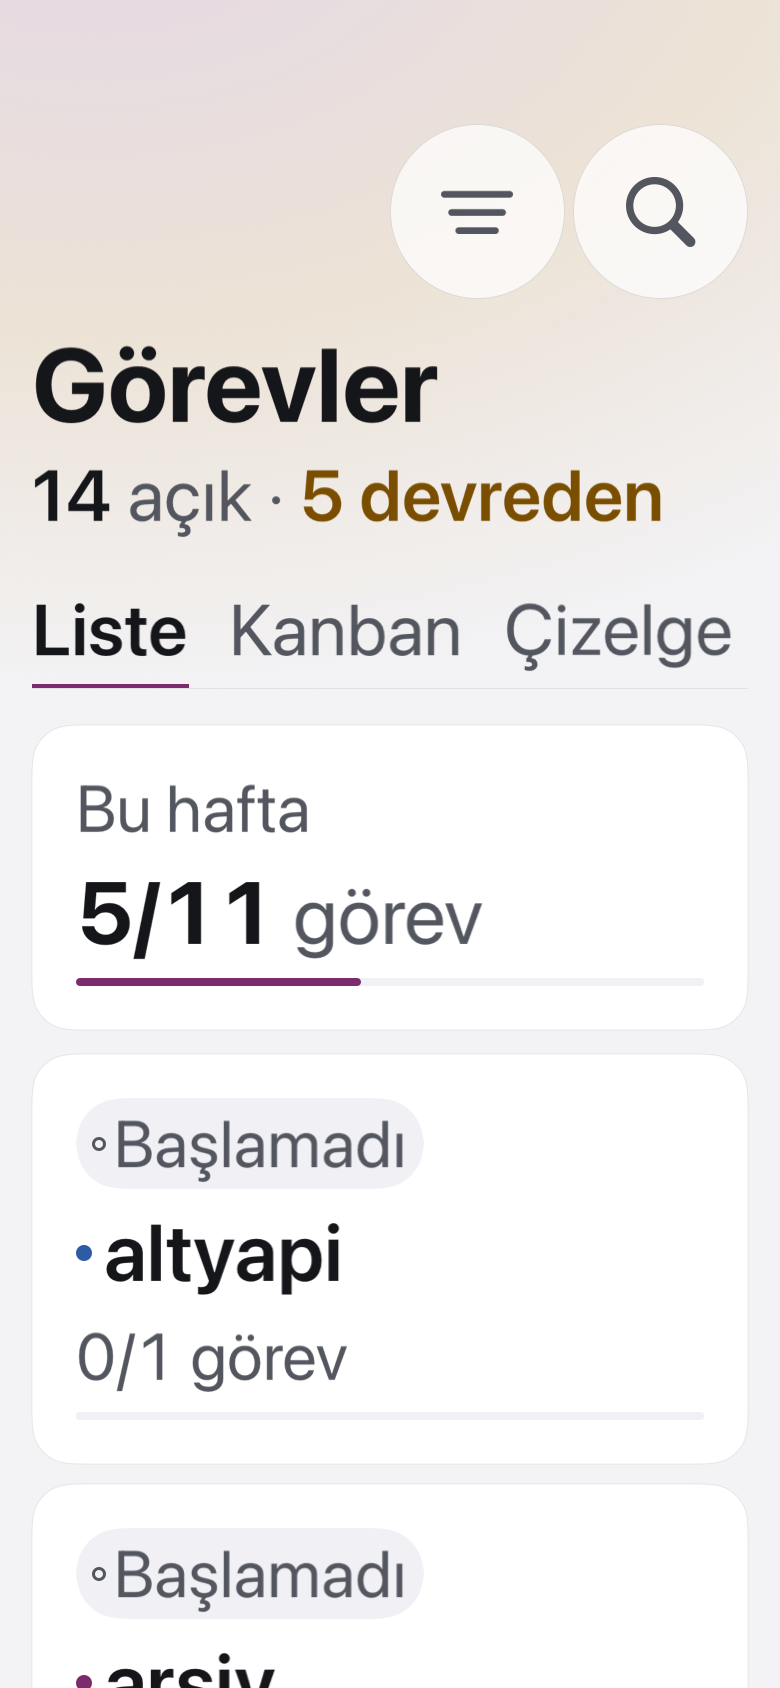 Görevler
14 açık · 5 devreden
Liste Kanban Çizelge
Bu hafta
5/11 görev
Başlamadı
altyapi
0/1 görev
Başlamadı
arsiv